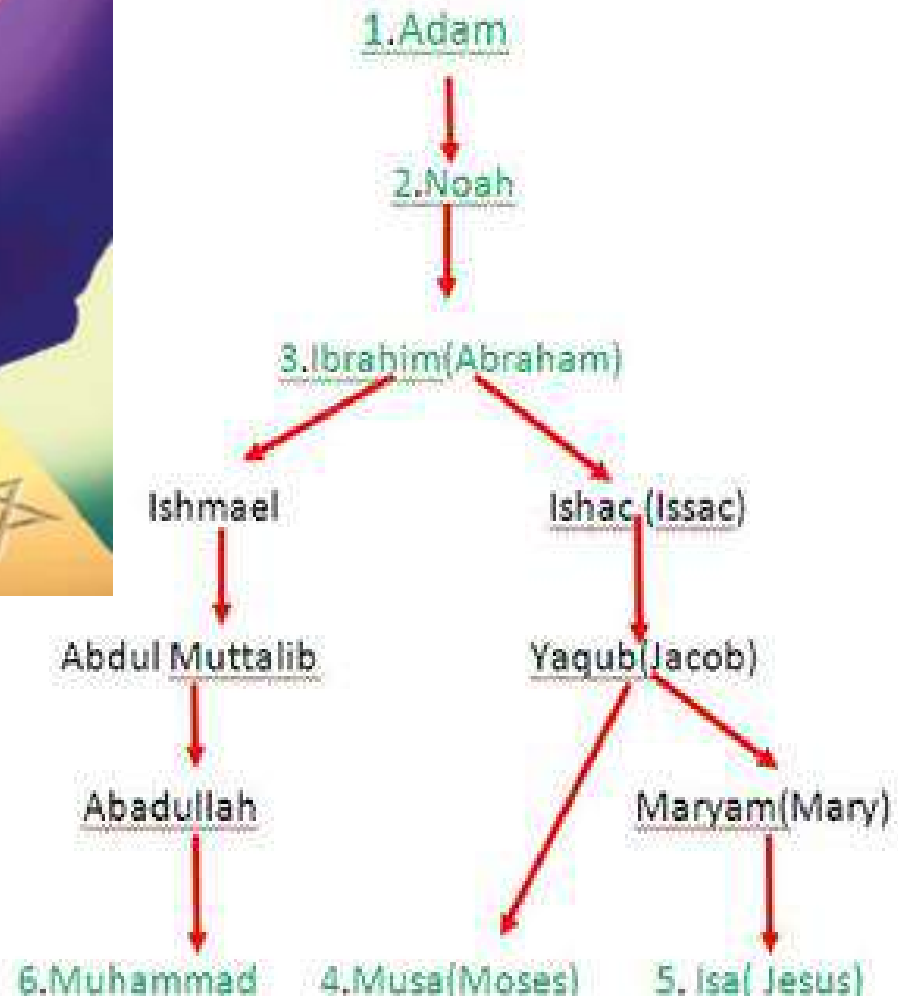 1.Adam
2.Noah
3.Ibrahim(Abraham)
Ishmael Ishac (Issac)
Abdul Muttalib Yaqub(Jacob)
Abadullah Maryam(Mary)
6.Muhammad 4.Musa(Moses) 5. Isa( Jesus)